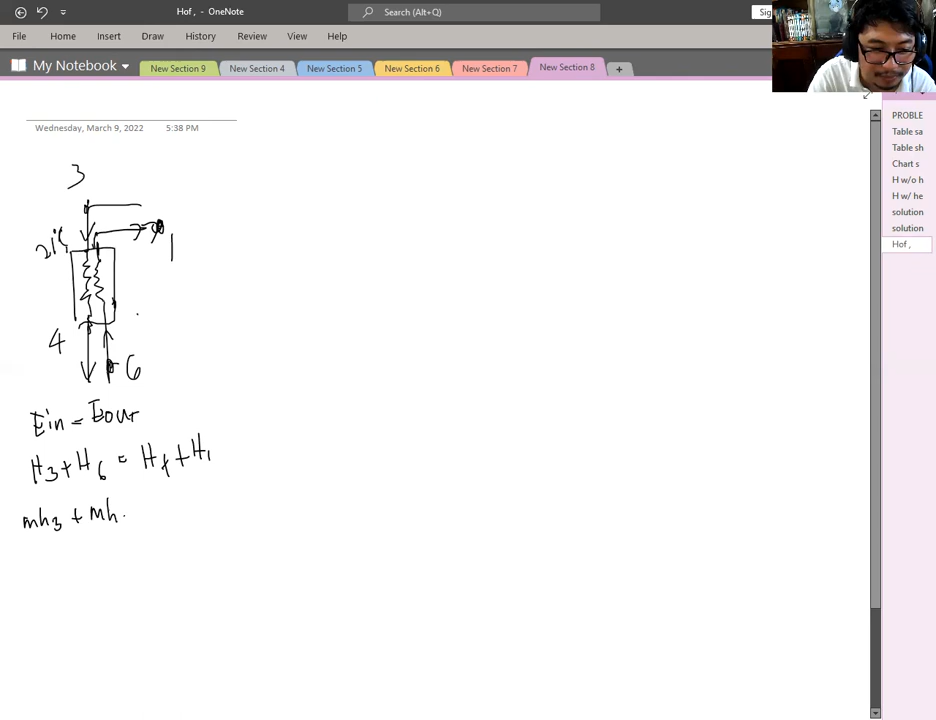 Hof , - OneNote
Search (Alt+Q)
File Home Insert Draw History Review View Help
My Notebook
New Section 9
New Section 4
New Section 5
New Section 6
New Section 7
New Section 8
+
Wednesday, March 9, 2022 5:38 PM
PROBLE
Table sa
Table sh
Chart s
H w/o h
H w/ he
solution
solution
Hof ,
3
1
4
6
Ein = Eout
H3 + H6 = H4 + H1
mh3 + mh